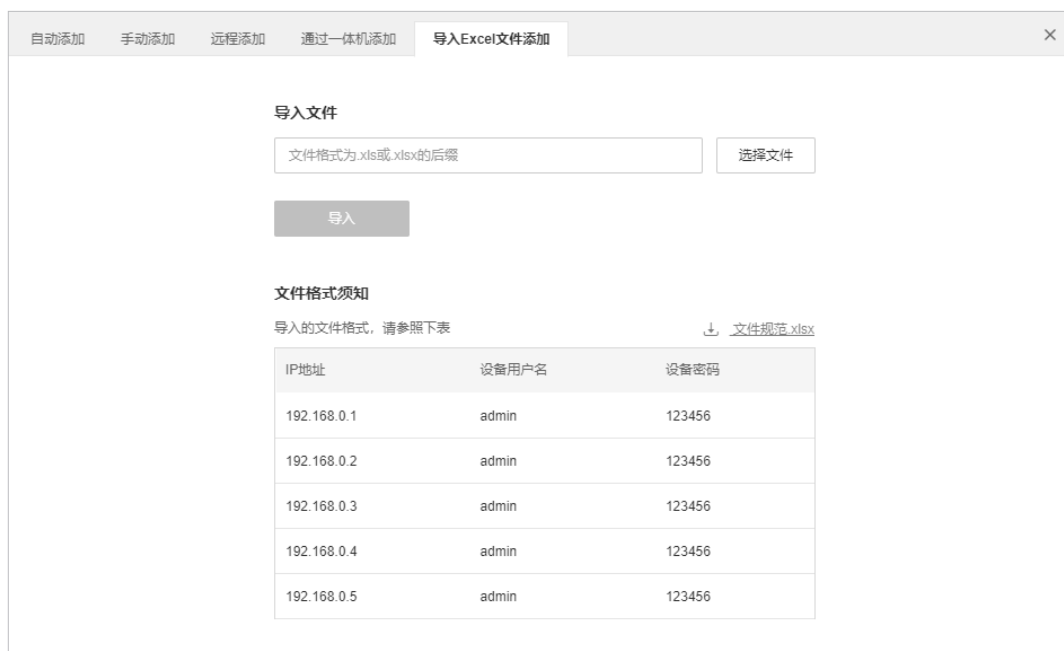 自动添加 手动添加 远程添加 通过一体机添加 导入Excel文件添加
导入文件
文件格式为.xls或.xlsx的后缀 选择文件
导入
文件格式须知
导入的文件格式，请参照下表 文件规范.xlsx
IP地址 设备用户名 设备密码
192.168.0.1 admin 123456
192.168.0.2 admin 123456
192.168.0.3 admin 123456
192.168.0.4 admin 123456
192.168.0.5 admin 123456